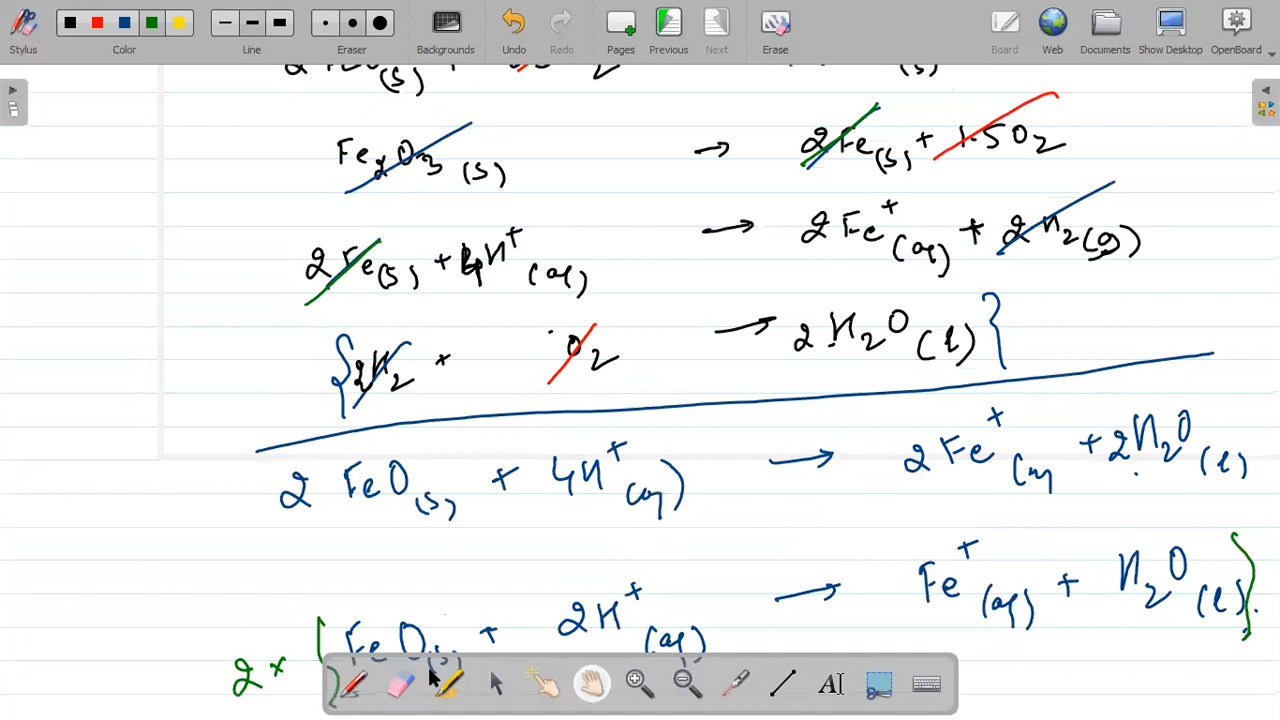 Stylus Color Line Eraser Backgrounds Undo Redo Pages Previous Next Erase Board Web Documents Show Desktop OpenBoard
(s) (s)
Fe2O3 (s) → 2Fe(s) + 1.5O2
2Fe(s) + 4H+(aq) → 2Fe+(aq) + 2H2(g)
{2H2 + O2 → 2H2O(l)}
2 FeO(s) + 4H+(aq) → 2Fe+(aq) + 2H2O(l)
2 × (FeO(s) + 2H+(aq) → Fe+(aq) + H2O(l).)